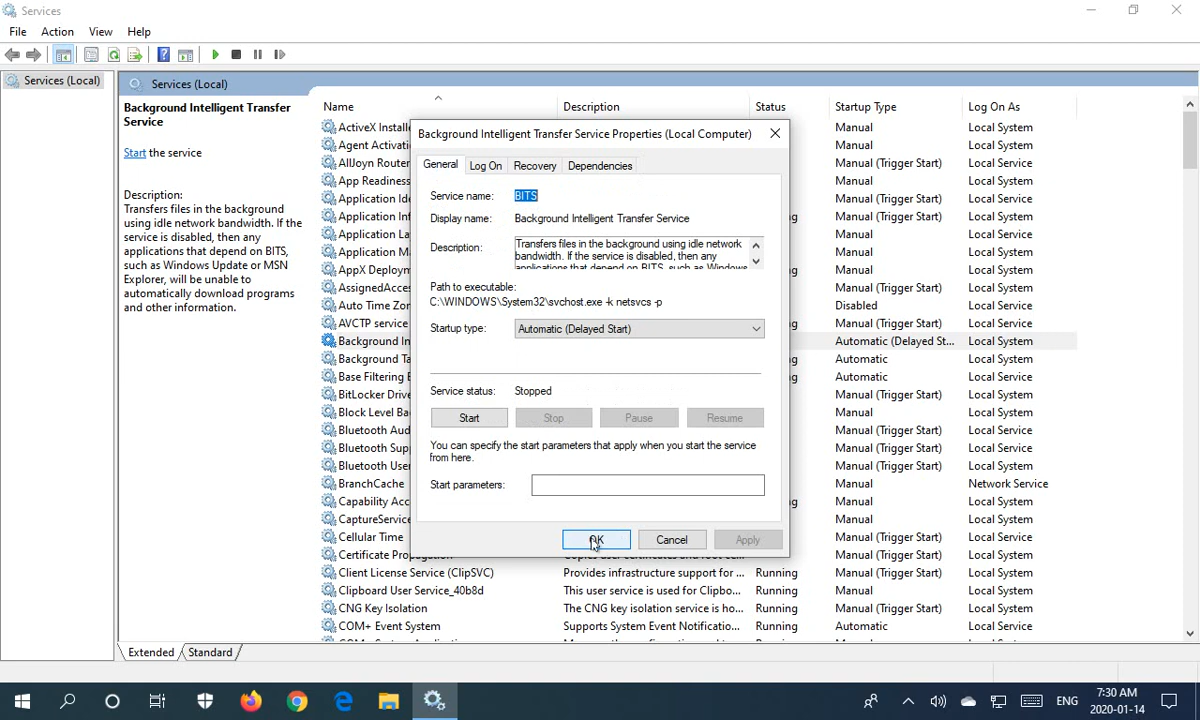 Services
File Action View Help
Services (Local)
Services (Local)
Background Intelligent Transfer
Service
Start the service
Description:
Transfers files in the background
using idle network bandwidth. If the
service is disabled, then any
applications that depend on BITS,
such as Windows Update or MSN
Explorer, will be unable to
automatically download programs
and other information.
Name Description Status Startup Type Log On As
ActiveX Installe Manual Local System
Agent Activati Manual Local System
AllJoyn Router Manual (Trigger Start) Local Service
App Readiness Manual Local System
Application Ide Manual (Trigger Start) Local Service
Application Inf Manual (Trigger Start) Local System
Application La Manual Local Service
Application M Manual Local System
AppX Deploym Manual (Trigger Start) Local System
Manual (Trigger Start) Local System
Auto Time Zon Disabled Local Service
AVCTP service Manual (Trigger Start) Local Service
Background In Automatic (Delayed St... Local System
Background Ta Automatic Local System
Base Filtering E Automatic Local Service
BitLocker Drive Manual (Trigger Start) Local System
Block Level Ba Manual Local System
Bluetooth Aud Manual (Trigger Start) Local Service
Bluetooth Sup Manual (Trigger Start) Local Service
Bluetooth Use Manual (Trigger Start) Local System
BranchCache Manual Network Service
Capability Acc Manual Local System
CaptureService Manual Local System
Cellular Time Manual (Trigger Start) Local Service
Certificate Manual Local System
Client License Service (ClipSVC) Provides infrastructure support for ... Running Manual (Trigger Start) Local System
Clipboard User Service_40b8d This user service is used for Clipbo... Running Manual Local System
CNG Key Isolation The CNG key isolation service is ho... Running Manual (Trigger Start) Local System
COM+ Event System Supports System Event Notificatio... Running Automatic Local Service
Background Intelligent Transfer Service Properties (Local Computer)
General Log On Recovery Dependencies
Service name: BITS
Display name: Background Intelligent Transfer Service
Description: Transfers files in the background using idle network
bandwidth. If the service is disabled, then any
applications that depend on BITS, such as Windows
Path to executable:
C:\WINDOWS\System32\svchost.exe -k netsvcs -p
Startup type: Automatic (Delayed Start)
Service status: Stopped
Start Stop Pause Resume
You can specify the start parameters that apply when you start the service
from here.
Start parameters:
OK Cancel Apply
Extended Standard
ENG
7:30 AM
2020-01-14